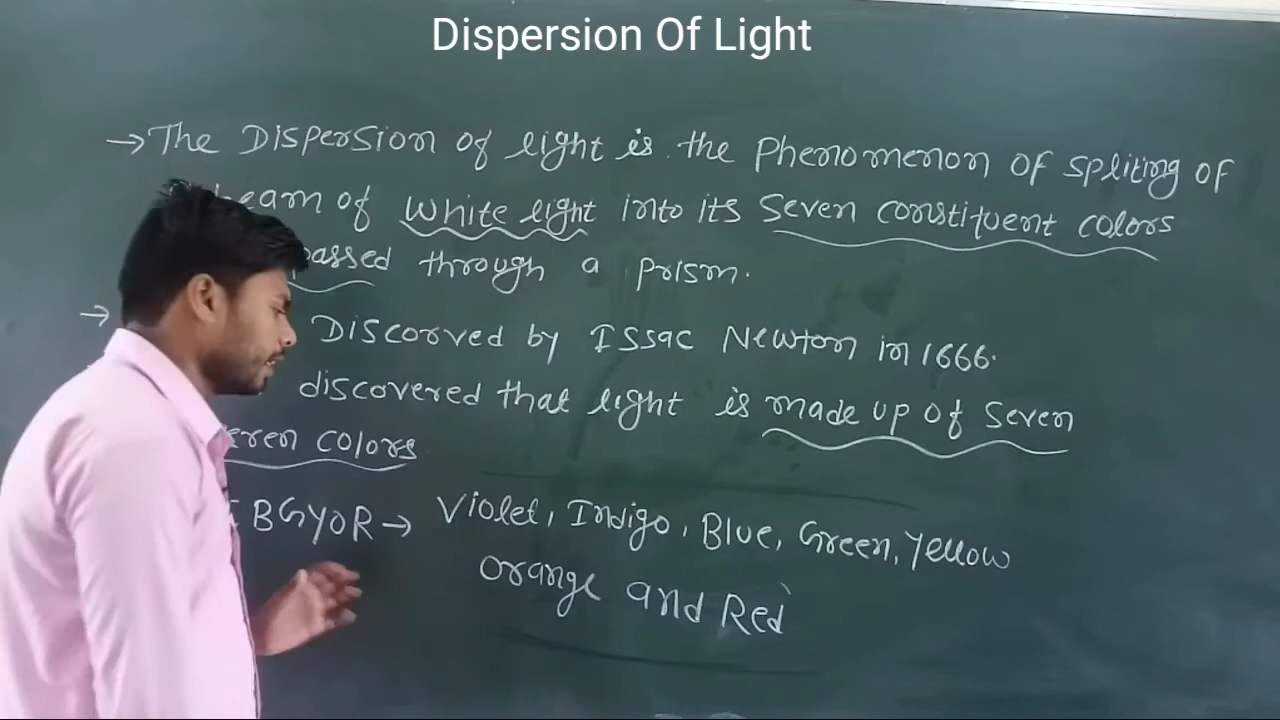 Dispersion Of Light
→ The Dispersion of light is the Phenomenon of spliting of
beam of white light into its seven constituent colors
passed through a prism.
→ Discorved by Issac Newton in 1666.
discovered that light is made up of seven
colors
BGYOR → Violet, Indigo, Blue, Green, Yellow
orange and Red